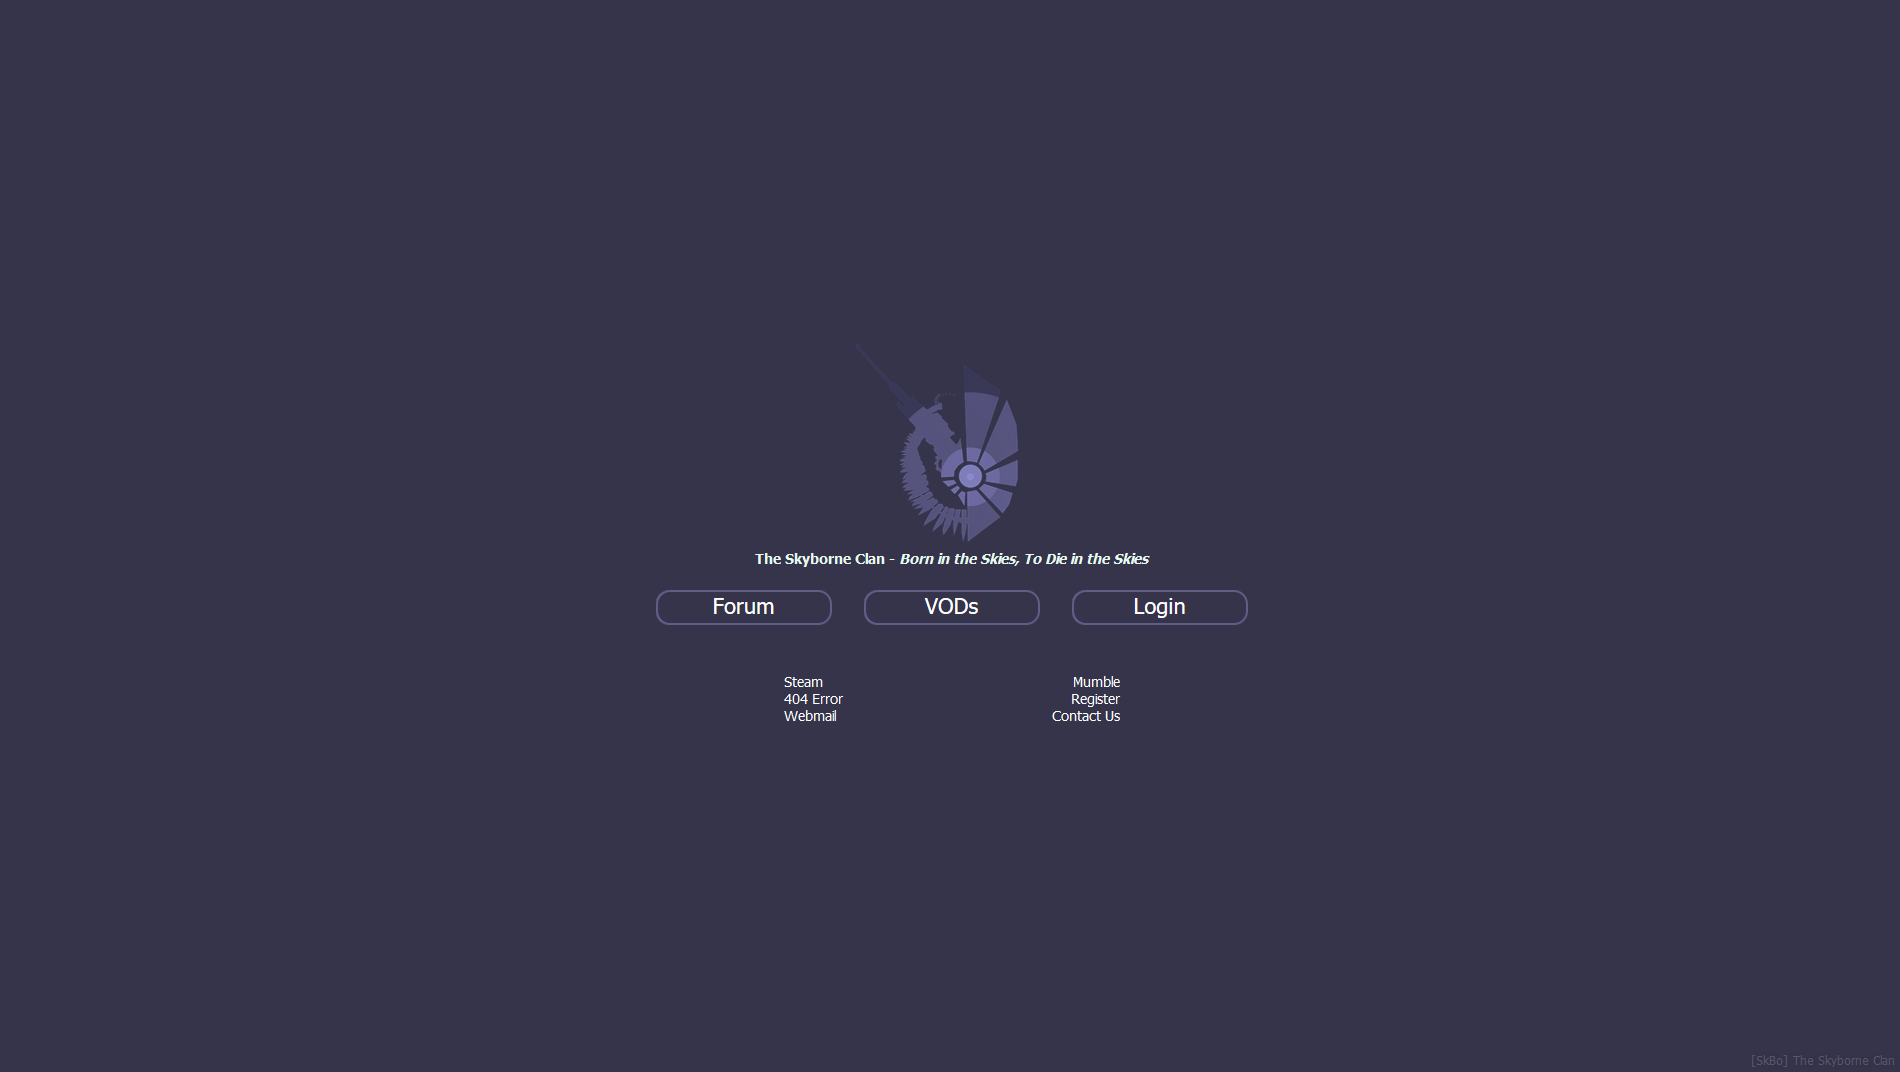 The Skyborne Clan - Born in the Skies, To Die in the Skies
Forum
VODs
Login
Steam
404 Error
Webmail
Mumble
Register
Contact Us
[SkBo] The Skyborne Clan